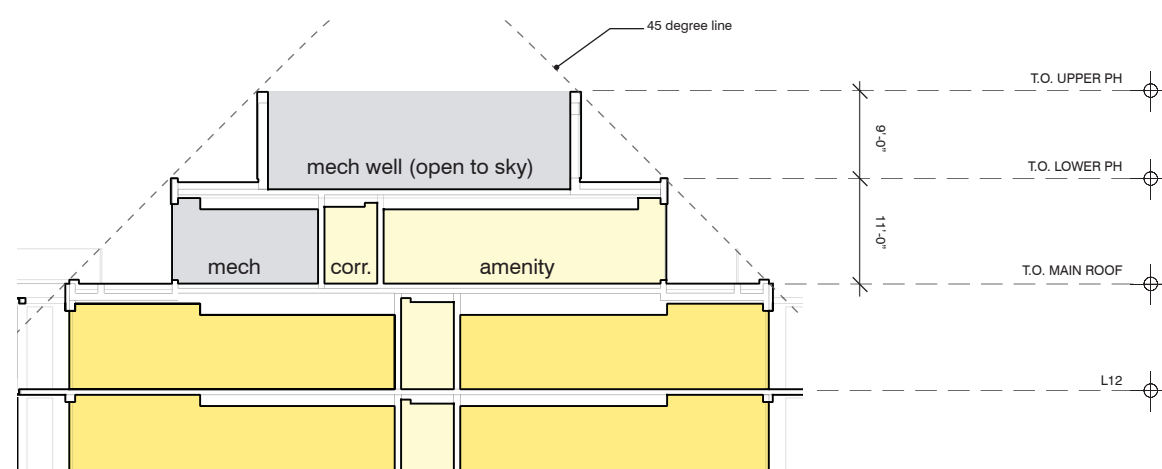 45 degree line
T.O. UPPER PH
9'-0"
mech well (open to sky)
T.O. LOWER PH
11'-0"
mech
corr.
amenity
T.O. MAIN ROOF
L12